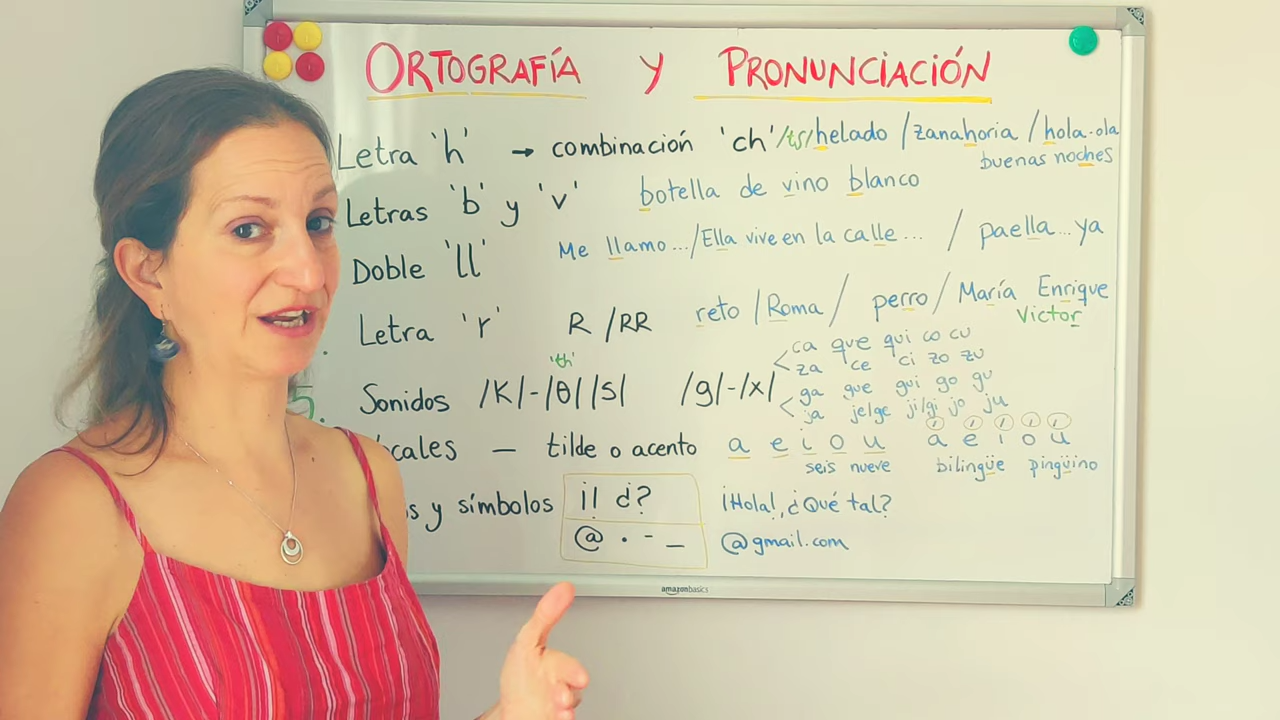 ORTOGRAFÍA Y PRONUNCIACIÓN
Letra 'h' → combinación 'ch' /tʃ/ helado / zanahoria / hola-ola
buenas noches
Letras 'b' y 'v' botella de vino blanco
Doble 'll' Me llamo... / Ella vive en la calle... / paella... ya
Letra 'r' R / RR reto / Roma / perro / María Enrique
Victor
'th'
5. Sonidos /K/-/θ/ /s/ /g/-/x/
ca que qui co cu
za ce ci zo zu
ga gue gui go gu
ja je/ge ji/gi jo ju
cales — tilde o acento a e i o u á é í ó ú
seis nueve bilingüe pingüino
s y símbolos ¡! ¿? ¡Hola!, ¿Qué tal?
@ . - _ @gmail.com
amazonbasics